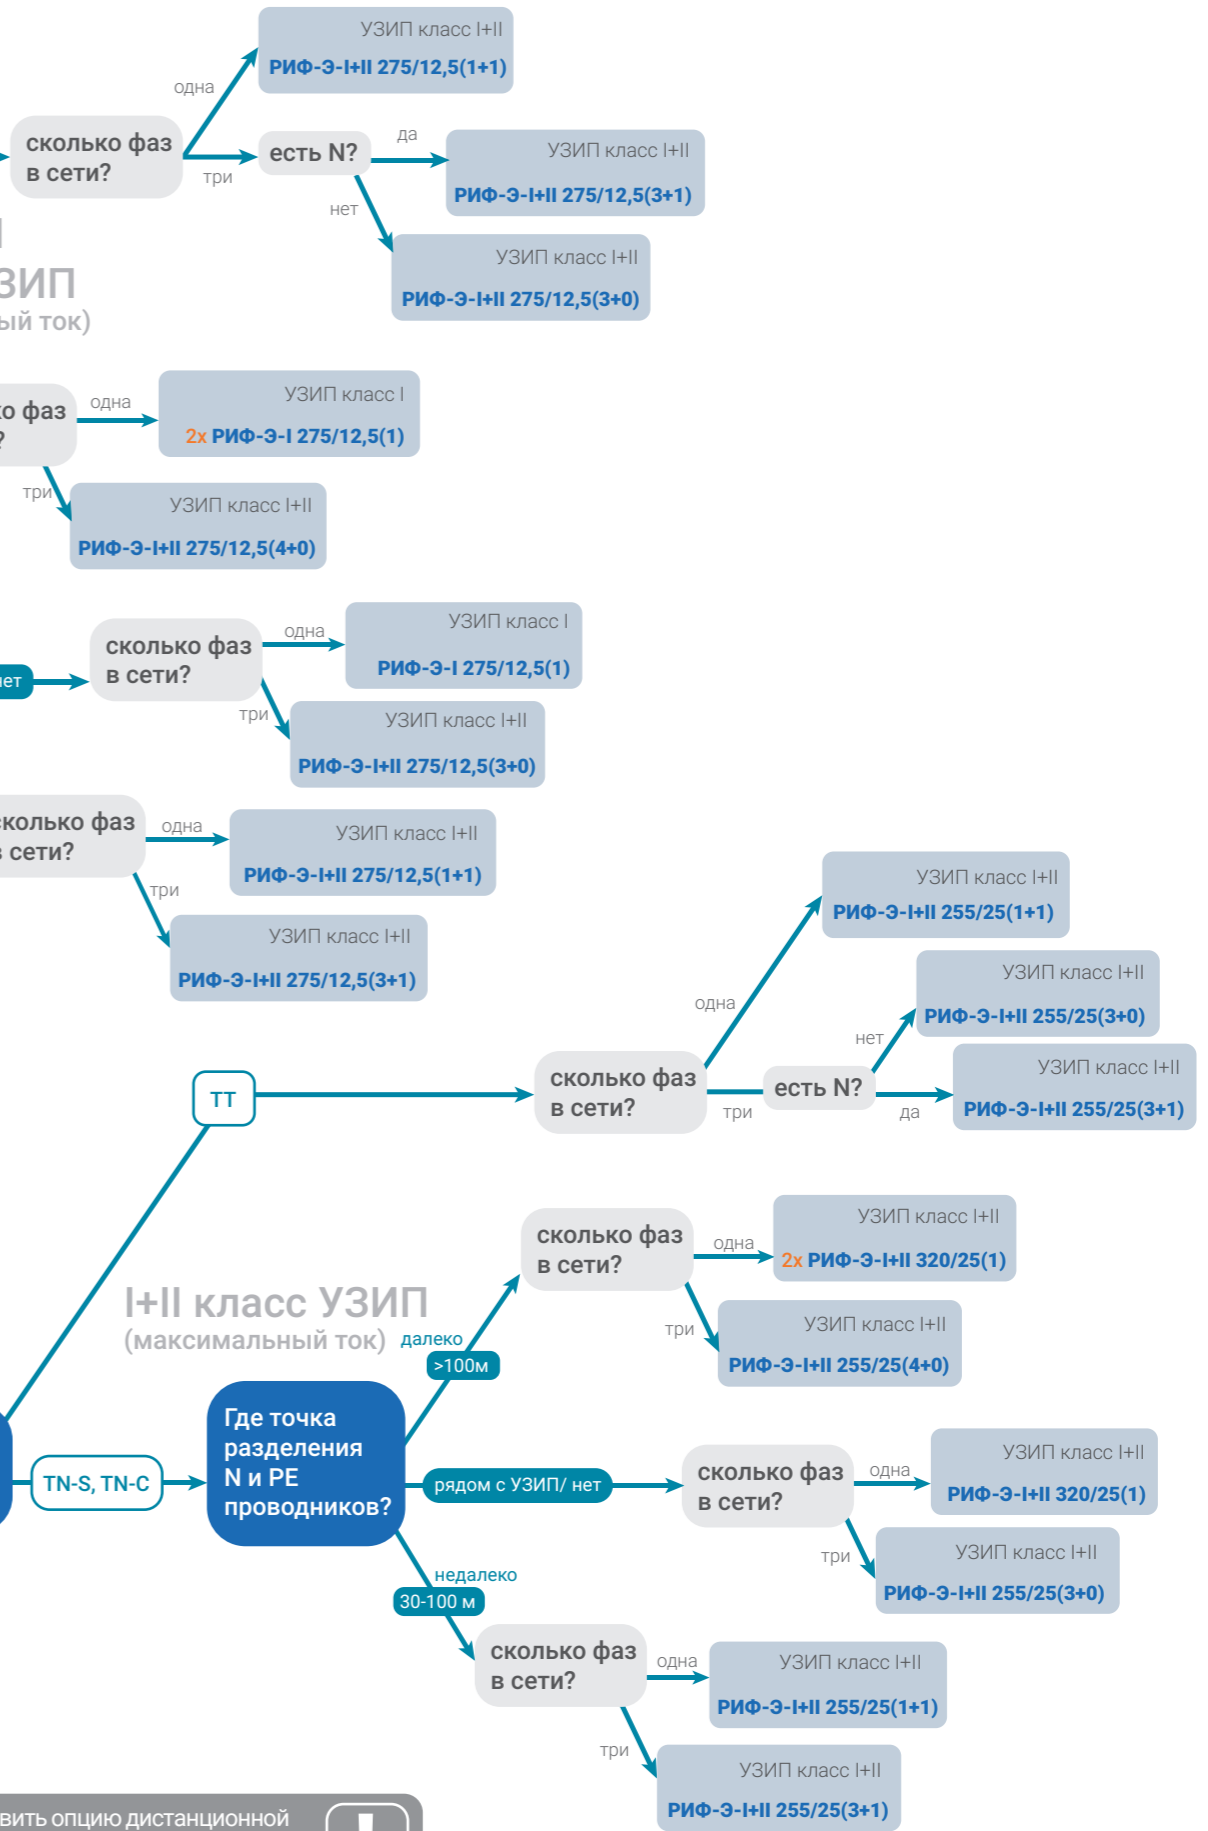 УЗИП класс I+II
РИФ-Э-I+II 275/12,5(1+1)
одна
сколько фаз
в сети?
три
есть N?
да
УЗИП класс I+II
РИФ-Э-I+II 275/12,5(3+1)
нет
УЗИП класс I+II
РИФ-Э-I+II 275/12,5(3+0)
ЗИП
ый ток)
о фаз
?
одна
УЗИП класс I
2х РИФ-Э-I 275/12,5(1)
три
УЗИП класс I+II
РИФ-Э-I+II 275/12,5(4+0)
нет
сколько фаз
в сети?
одна
УЗИП класс I
РИФ-Э-I 275/12,5(1)
три
УЗИП класс I+II
РИФ-Э-I+II 275/12,5(3+0)
сколько фаз
в сети?
одна
УЗИП класс I+II
РИФ-Э-I+II 275/12,5(1+1)
три
УЗИП класс I+II
РИФ-Э-I+II 275/12,5(3+1)
TT
сколько фаз
в сети?
одна
УЗИП класс I+II
РИФ-Э-I+II 255/25(1+1)
три
есть N?
нет
УЗИП класс I+II
РИФ-Э-I+II 255/25(3+0)
да
УЗИП класс I+II
РИФ-Э-I+II 255/25(3+1)
I+II класс УЗИП
(максимальный ток)
TN-S, TN-C
Где точка
разделения
N и PE
проводников?
далеко
>100м
сколько фаз
в сети?
одна
УЗИП класс I+II
2х РИФ-Э-I+II 320/25(1)
три
УЗИП класс I+II
РИФ-Э-I+II 255/25(4+0)
рядом с УЗИП/ нет
сколько фаз
в сети?
одна
УЗИП класс I+II
РИФ-Э-I+II 320/25(1)
три
УЗИП класс I+II
РИФ-Э-I+II 255/25(3+0)
недалеко
30-100 м
сколько фаз
в сети?
одна
УЗИП класс I+II
РИФ-Э-I+II 255/25(1+1)
три
УЗИП класс I+II
РИФ-Э-I+II 255/25(3+1)
вить опцию дистанционной
!